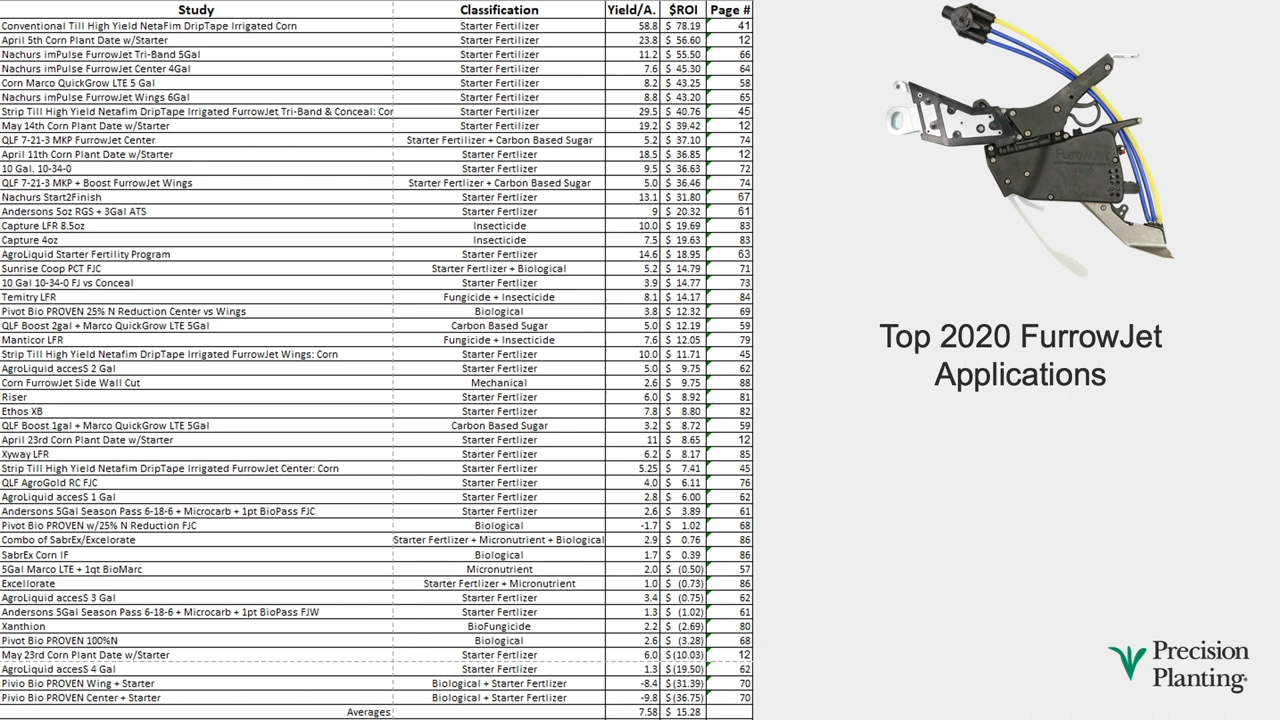 Study Classification Yield/A. $ROI Page #
Conventional Till High Yield NetaFim DripTape Irrigated Corn Starter Fertilizer 58.8 $ 78.19 41
April 5th Corn Plant Date w/Starter Starter Fertlizer 23.8 $ 56.60 12
Nachurs imPulse FurrowJet Tri-Band 5Gal Starter Fertlizer 11.2 $ 55.50 66
Nachurs imPulse FurrowJet Center 4Gal Starter Fertlizer 7.6 $ 45.30 64
Corn Marco QuickGrow LTE 5 Gal Starter Fertlizer 8.2 $ 43.25 58
Nachurs imPulse FurrowJet Wings 6Gal Starter Fertlizer 8.8 $ 43.20 65
Strip Till High Yield Netafim DripTape Irrigated FurrowJet Tri-Band & Conceal: Cor Starter Fertlizer 29.5 $ 40.76 45
May 14th Corn Plant Date w/Starter Starter Fertlizer 19.2 $ 39.42 12
QLF 7-21-3 MKP FurrowJet Center Starter Fertilizer + Carbon Based Sugar 5.2 $ 37.10 74
April 11th Corn Plant Date w/Starter Starter Fertlizer 18.5 $ 36.85 12
10 Gal. 10-34-0 Starter Fertlizer 9.5 $ 36.63 72
QLF 7-21-3 MKP + Boost FurrowJet Wings Starter Fertlizer + Carbon Based Sugar 5.0 $ 36.46 74
Nachurs Start2Finish Starter Fertlizer 13.1 $ 31.80 67
Andersons 5oz RGS + 3Gal ATS Starter Fertlizer 9 $ 20.32 61
Capture LFR 8.5oz Insecticide 10.0 $ 19.69 83
Capture 4oz Insecticide 7.5 $ 19.63 83
AgroLiquid Starter Fertility Program Starter Fertlizer 14.6 $ 18.95 63
Sunrise Coop PCT FJC Starter Fertlizer + Biological 5.2 $ 14.79 71
10 Gal 10-34-0 FJ vs Conceal Starter Fertlizer 3.9 $ 14.77 73
Temitry LFR Fungicide + Insecticide 8.1 $ 14.17 84
Pivot Bio PROVEN 25% N Reduction Center vs Wings Biological 3.8 $ 12.32 69
QLF Boost 2gal + Marco QuickGrow LTE 5Gal Carbon Based Sugar 5.0 $ 12.19 59
Manticor LFR Fungicide + Insecticide 7.6 $ 12.05 79
Strip Till High Yield Netafim DripTape Irrigated FurrowJet Wings: Corn Starter Fertlizer 10.0 $ 11.71 45
AgroLiquid accesS 2 Gal Starter Fertlizer 5.0 $ 9.75 62
Corn FurrowJet Side Wall Cut Mechanical 2.6 $ 9.75 88
Riser Starter Fertlizer 6.0 $ 8.92 81
Ethos XB Starter Fertlizer 7.8 $ 8.80 82
QLF Boost 1gal + Marco QuickGrow LTE 5Gal Carbon Based Sugar 3.2 $ 8.72 59
April 23rd Corn Plant Date w/Starter Starter Fertlizer 11 $ 8.65 12
Xyway LFR Starter Fertlizer 6.2 $ 8.17 85
Strip Till High Yield Netafim DripTape Irrigated FurrowJet Center: Corn Starter Fertlizer 5.25 $ 7.41 45
QLF AgroGold RC FJC Starter Fertlizer 4.0 $ 6.11 76
AgroLiquid accesS 1 Gal Starter Fertlizer 2.8 $ 6.00 62
Andersons 5Gal Season Pass 6-18-6 + Microcarb + 1pt BioPass FJC Starter Fertlizer 2.6 $ 3.89 61
Pivot Bio PROVEN w/25% N Reduction FJC Biological -1.7 $ 1.02 68
Combo of SabrEx/Excelorate Starter Fertlizer + Micronutrient + Biological 2.9 $ 0.76 86
SabrEx Corn IF Biological 1.7 $ 0.39 86
5Gal Marco LTE + 1qt BioMarc Micronutrient 2.0 $ (0.50) 57
Excellorate Starter Fertlizer + Micronutrient 1.0 $ (0.73) 86
AgroLiquid accesS 3 Gal Starter Fertlizer 3.4 $ (0.75) 62
Andersons 5Gal Season Pass 6-18-6 + Microcarb + 1pt BioPass FJW Starter Fertlizer 1.3 $ (1.02) 61
Xanthion BioFungicide 2.2 $ (2.69) 80
Pivot Bio PROVEN 100%N Biological 2.6 $ (3.28) 68
May 23rd Corn Plant Date w/Starter Starter Fertlizer 6.0 $ (10.03) 12
AgroLiquid accesS 4 Gal Starter Fertlizer 1.3 $ (19.50) 62
Pivio Bio PROVEN Wing + Starter Biological + Starter Fertlizer -8.4 $ (31.39) 70
Pivio Bio PROVEN Center + Starter Biological + Starter Fertlizer -9.8 $ (36.75) 70
Averages 7.58 $ 15.28
FurrowJet
Top 2020 FurrowJet
Applications
Precision
Planting®